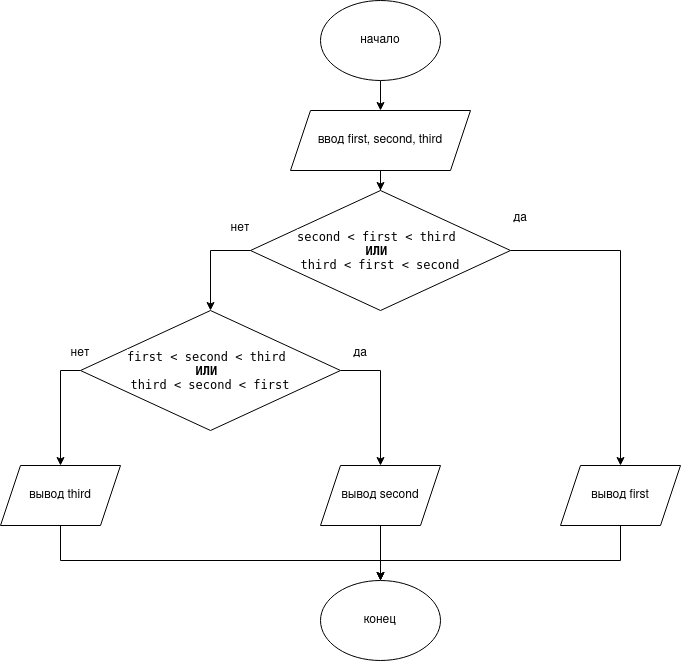 начало
ввод first, second, third
да
нет
second < first < third
ИЛИ
third < first < second
нет
да
first < second < third
ИЛИ
third < second < first
вывод third
вывод second
вывод first
конец